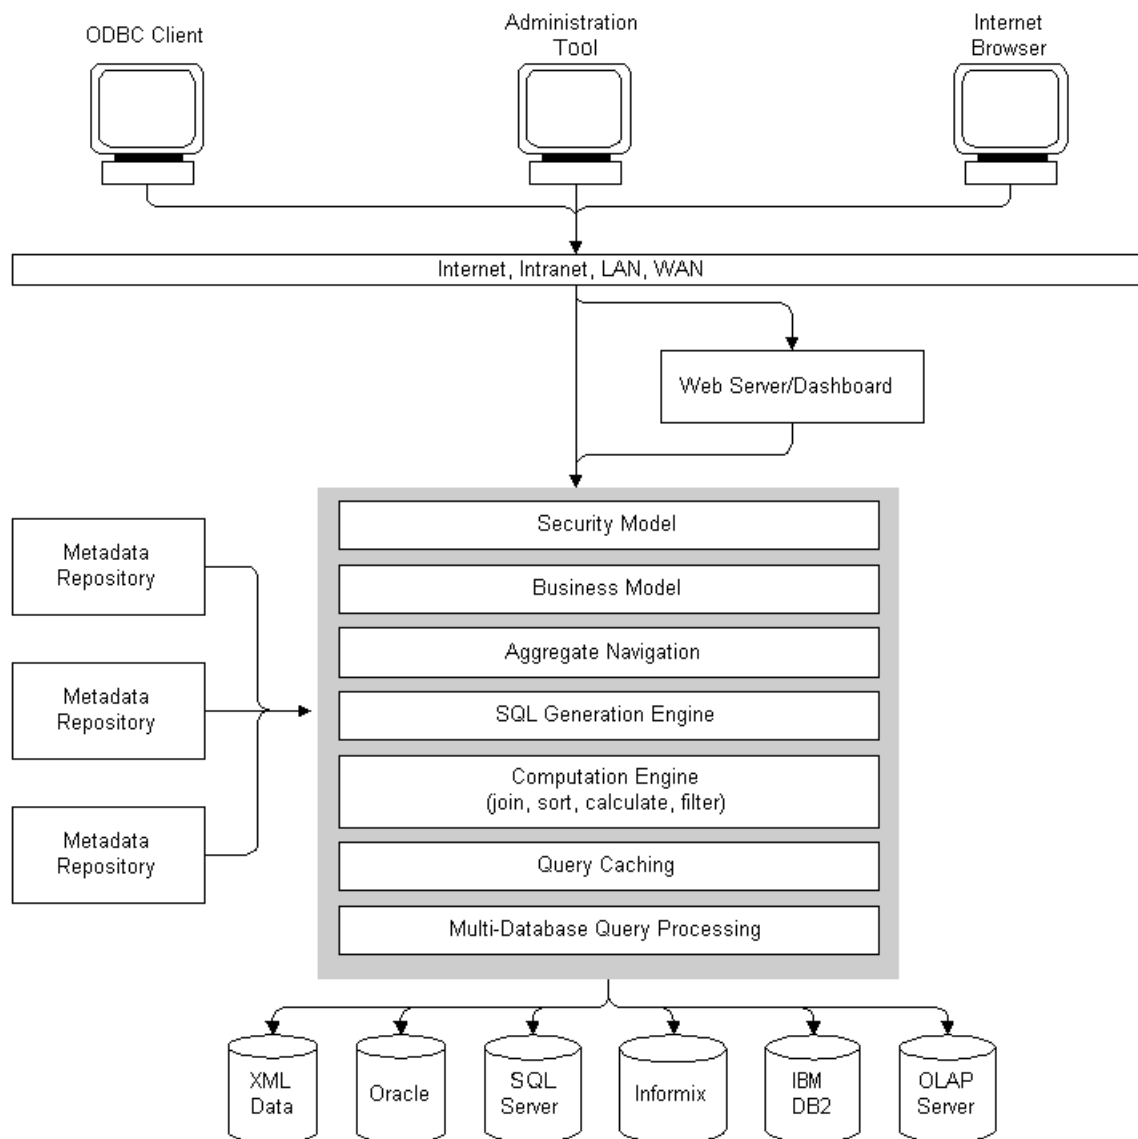 ODBC Client
Administration
Tool
Internet
Browser
Internet, Intranet, LAN, WAN
Web Server/Dashboard
Metadata
Repository
Metadata
Repository
Metadata
Repository
Security Model
Business Model
Aggregate Navigation
SQL Generation Engine
Computation Engine
(join, sort, calculate, filter)
Query Caching
Multi-Database Query Processing
XML
Data
Oracle
SQL
Server
Informix
IBM
DB2
OLAP
Server